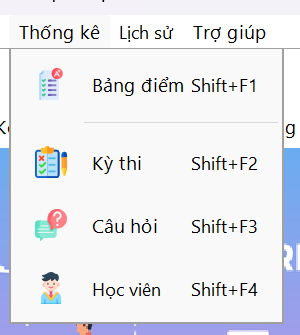 Thống kê Lịch sử Trợ giúp
Bảng điểm Shift+F1
Kỳ thi Shift+F2
Câu hỏi Shift+F3
Học viên Shift+F4